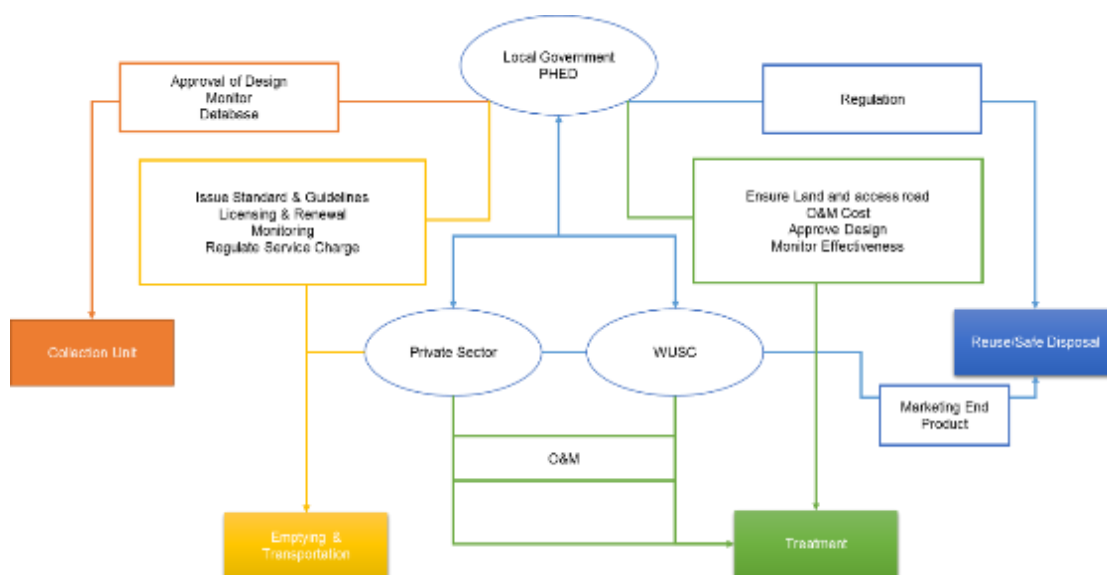 Local Government
PHED
Approval of Design
Monitor
Database
Regulation
Issue Standard & Guidelines
Licensing & Renewal
Monitoring
Regulate Service Charge
Ensure Land and access road
O&M Cost
Approve Design
Monitor Effectiveness
Collection Unit
Private Sector
WUSC
Reuse/Safe Disposal
Marketing End
Product
O&M
Emptying &
Transportation
Treatment